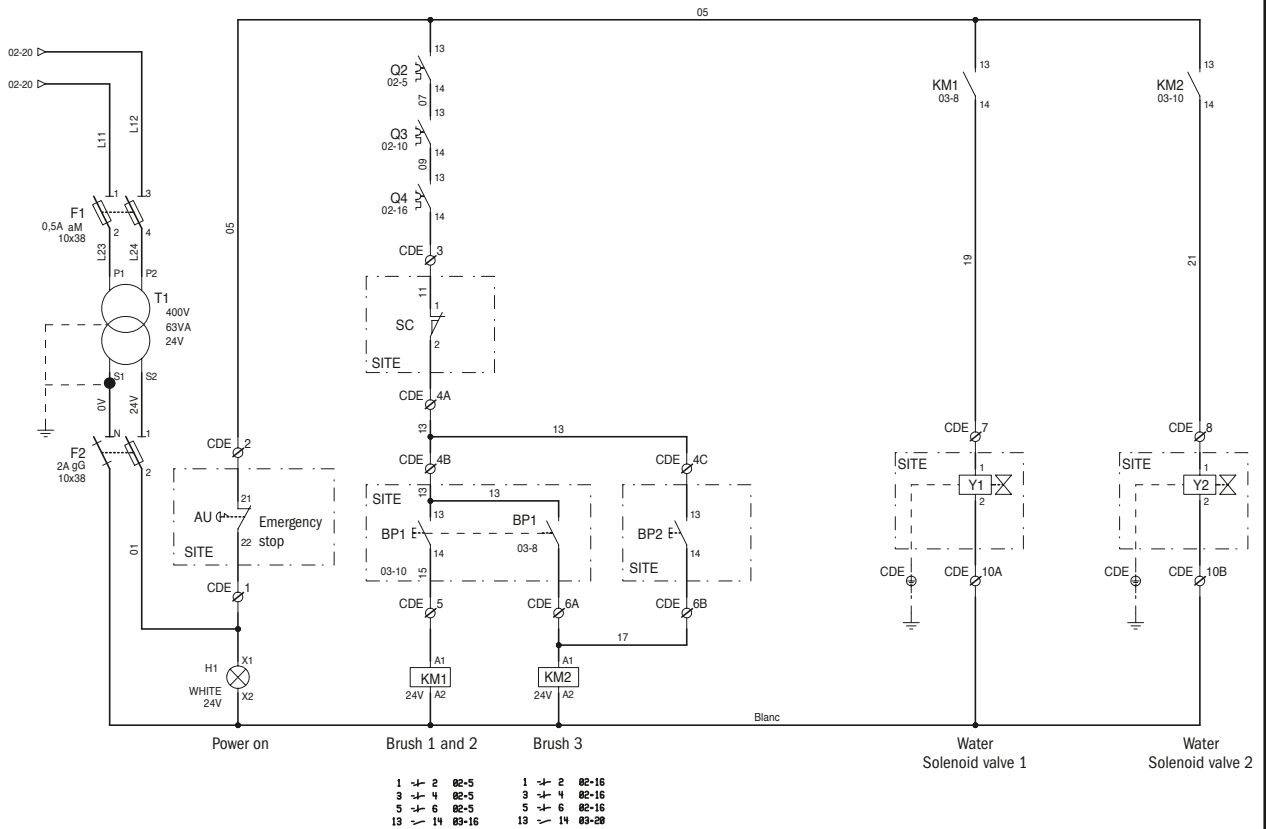 05
02-20
02-20
L11
L12
1
3
F1
0,5A aM
10x38
2
4
L23
L24
P1
P2
T1
400V
63VA
24V
S1
S2
0V
24V
N
1
F2
2A gG
10x38
2
01
05
CDE
2
21
AU
Emergency
stop
22
SITE
CDE
1
H1
X1
WHITE
24V
X2
Power on
13
Q2
02-5
14
07
13
Q3
02-10
14
09
13
Q4
02-16
14
CDE
3
11
1
SC
2
SITE
CDE
4A
13
13
CDE
4B
CDE
4C
SITE
13
13
13
BP1
14
03-10
15
BP1
03-8
13
BP2
14
SITE
CDE
5
CDE
6A
CDE
6B
17
A1
KM1
24V
A2
A1
KM2
24V
A2
Blanc
Brush 1 and 2
Brush 3
13
KM1
03-8
14
19
CDE
7
SITE
1
Y1
2
CDE
CDE
10A
Water
Solenoid valve 1
13
KM2
03-10
14
21
CDE
8
SITE
1
Y2
2
CDE
CDE
10B
Water
Solenoid valve 2
1 2 02-5
3 4 02-5
5 6 02-5
13 14 03-16
1 2 02-16
3 4 02-16
5 6 02-16
13 14 03-20